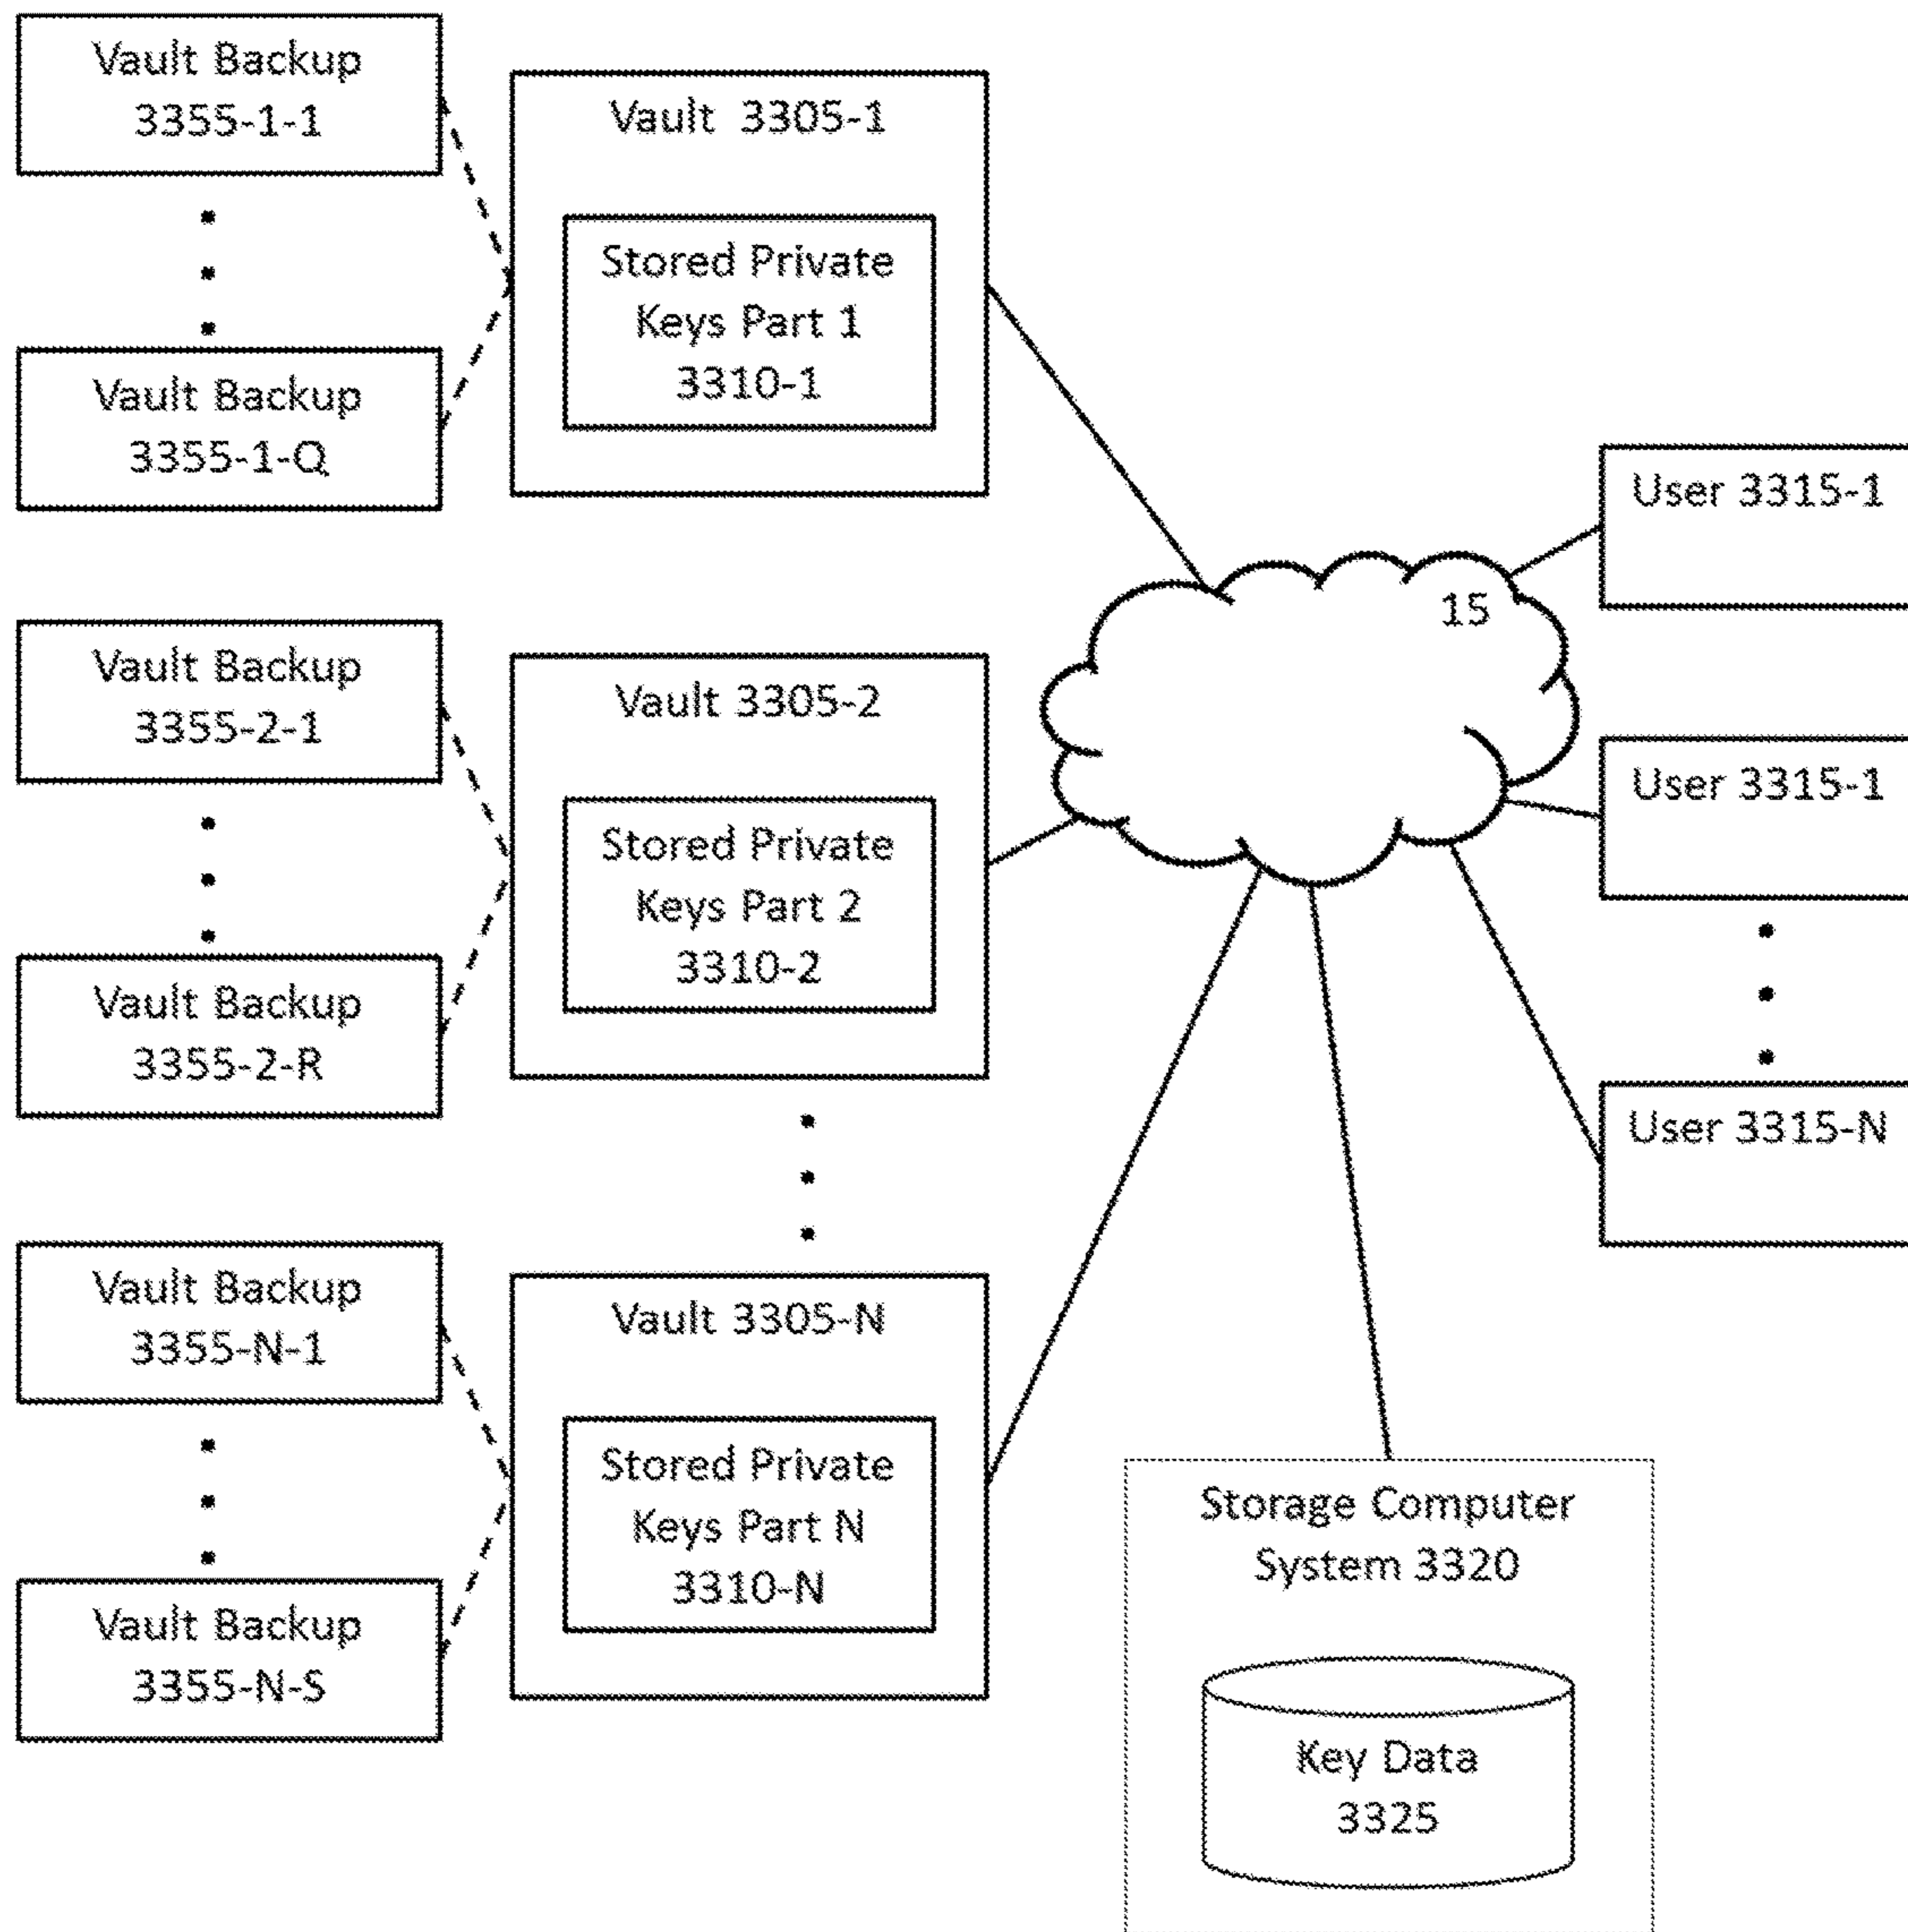 Vault Backup
3355-1-1
Vault Backup
3355-1-Q
Vault 3305-1
Stored Private
Keys Part 1
3310-1
Vault Backup
3355-2-1
Vault Backup
3355-2-R
Vault 3305-2
Stored Private
Keys Part 2
3310-2
Vault Backup
3355-N-1
Vault Backup
3355-N-S
Vault 3305-N
Stored Private
Keys Part N
3310-N
15
User 3315-1
User 3315-1
User 3315-N
Storage Computer
System 3320
Key Data
3325